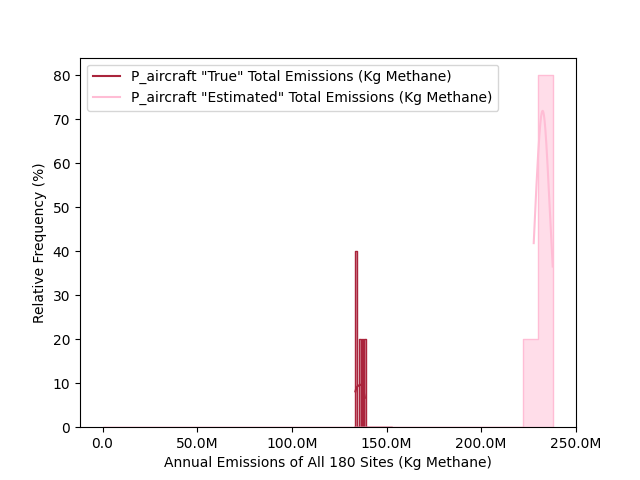 P_aircraft "True" Total Emissions (Kg Methane)
P_aircraft "Estimated" Total Emissions (Kg Methane)
80
70
60
50
40
30
20
10
0
Relative Frequency (%)
0.0 50.0M 100.0M 150.0M 200.0M 250.0M
Annual Emissions of All 180 Sites (Kg Methane)